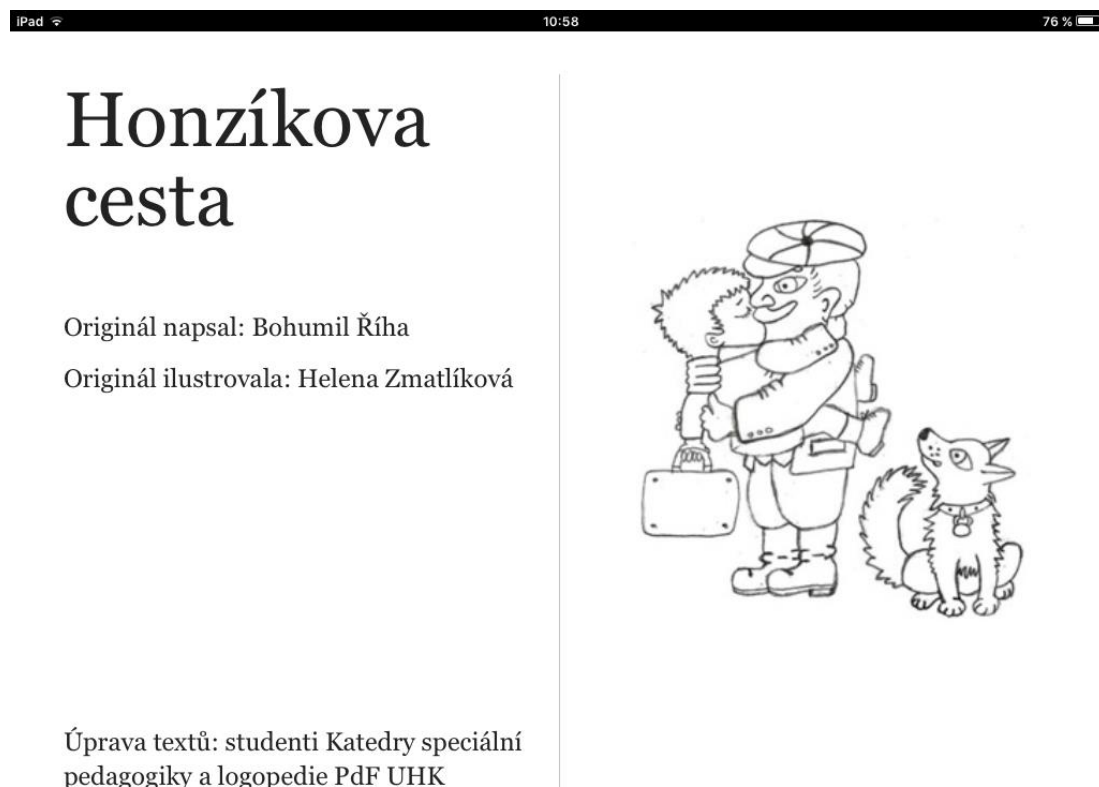 iPad 10:58 76 %
Honzíkova
cesta
Originál napsal: Bohumil Říha
Originál ilustrovala: Helena Zmatlíková
Úprava textů: studenti Katedry speciální
pedagogiky a logopedie PdF UHK